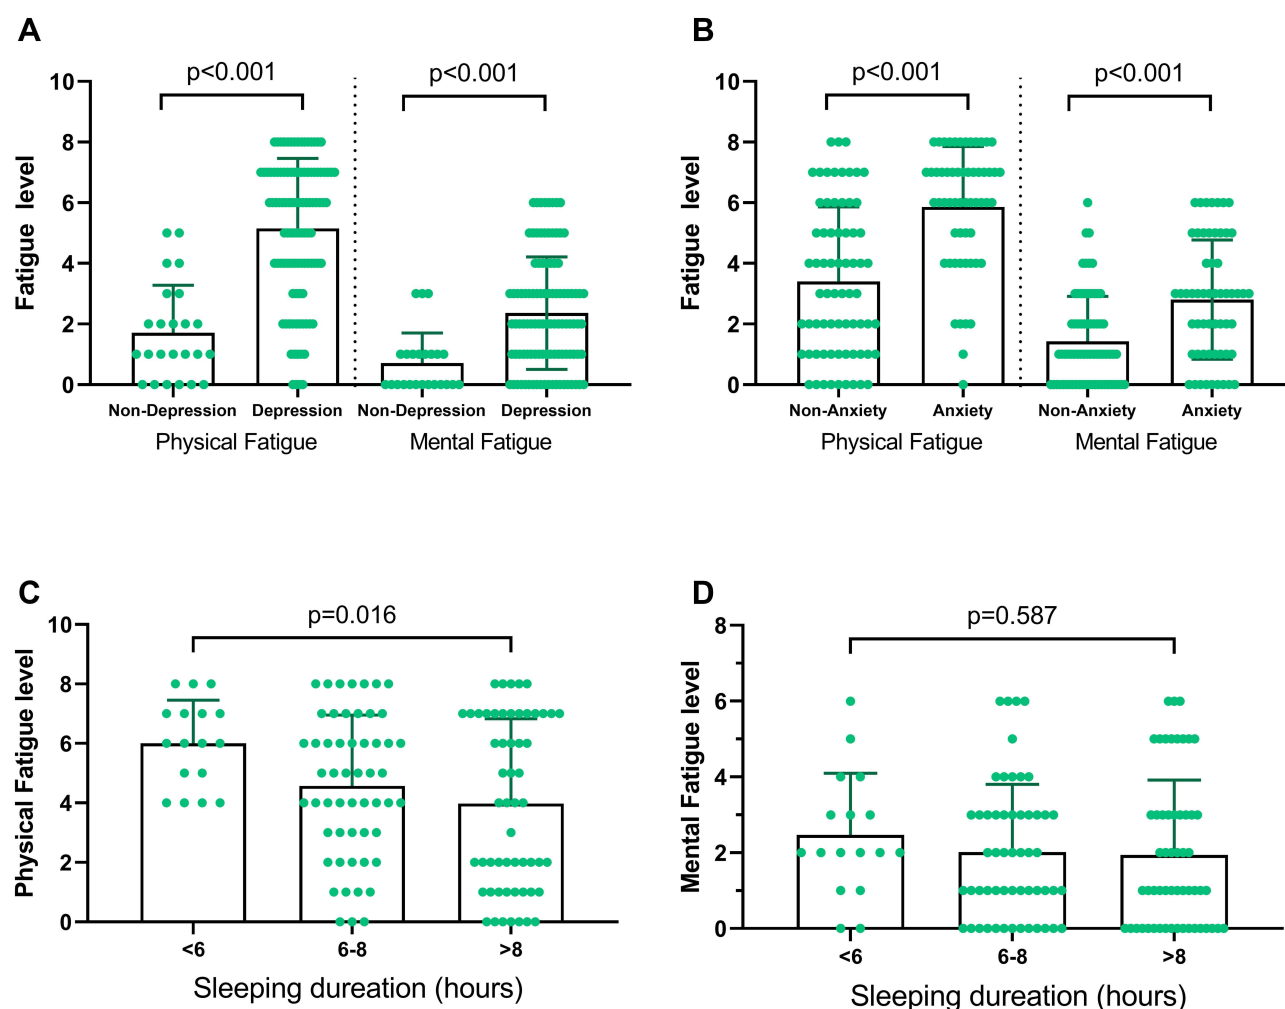 A
p<0.001
p<0.001
Fatigue level
10
8
6
4
2
0
Non-Depression
Depression
Non-Depression
Depression
Physical Fatigue
Mental Fatigue
B
p<0.001
p<0.001
Fatigue level
10
8
6
4
2
0
Non-Anxiety
Anxiety
Non-Anxiety
Anxiety
Physical Fatigue
Mental Fatigue
C
p=0.016
Physical Fatigue level
10
8
6
4
2
0
<6
6-8
>8
Sleeping dureation (hours)
D
p=0.587
Mental Fatigue level
8
6
4
2
0
<6
6-8
>8
Sleeping dureation (hours)